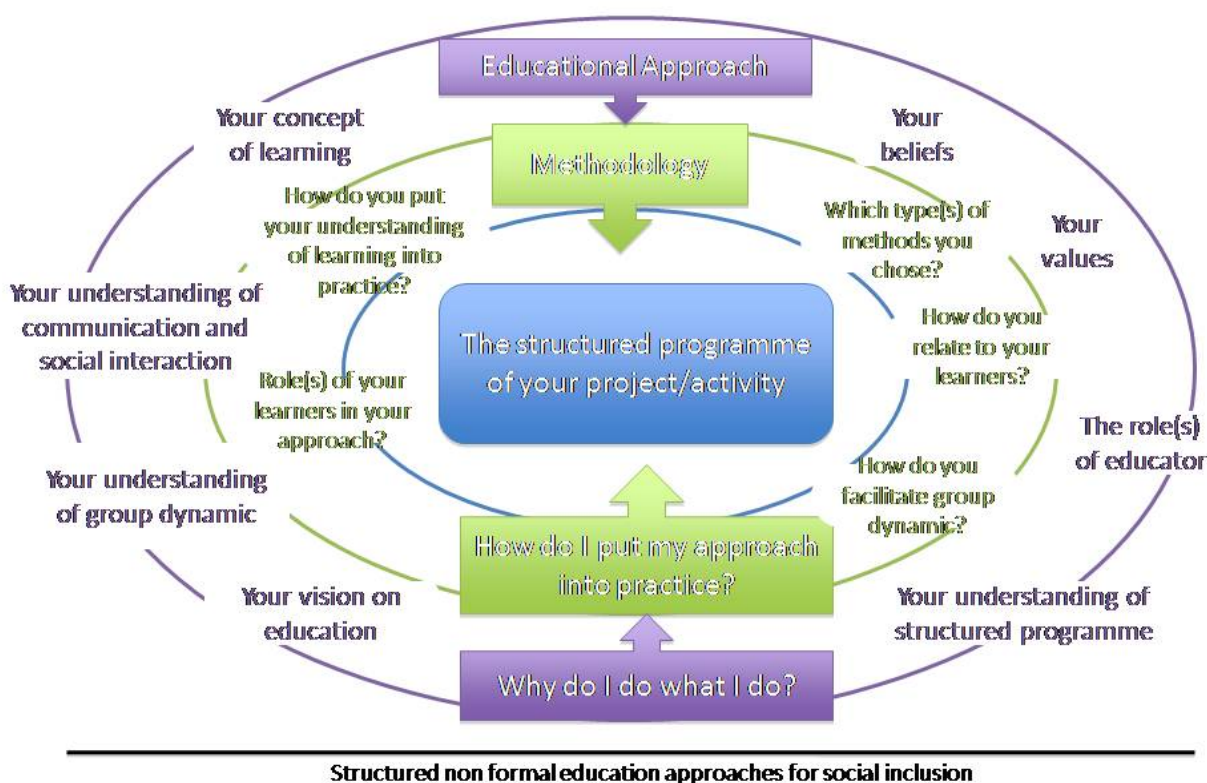 Educational Approach
Your concept
of learning
Your
beliefs
Methodology
How do you put
your understanding
of learning into
practice?
Which type(s) of
methods you
chose?
Your
values
Your understanding of
communication and
social interaction
The structured programme
of your project/activity
How do you
relate to your
learners?
Role(s) of your
learners in your
approach?
The role(s)
of educator
Your understanding
of group dynamic
How do you
facilitate group
dynamic?
How do I put my approach
into practice?
Your vision on
education
Your understanding of
structured programme
Why do I do what I do?
Structured non formal education approaches for social inclusion